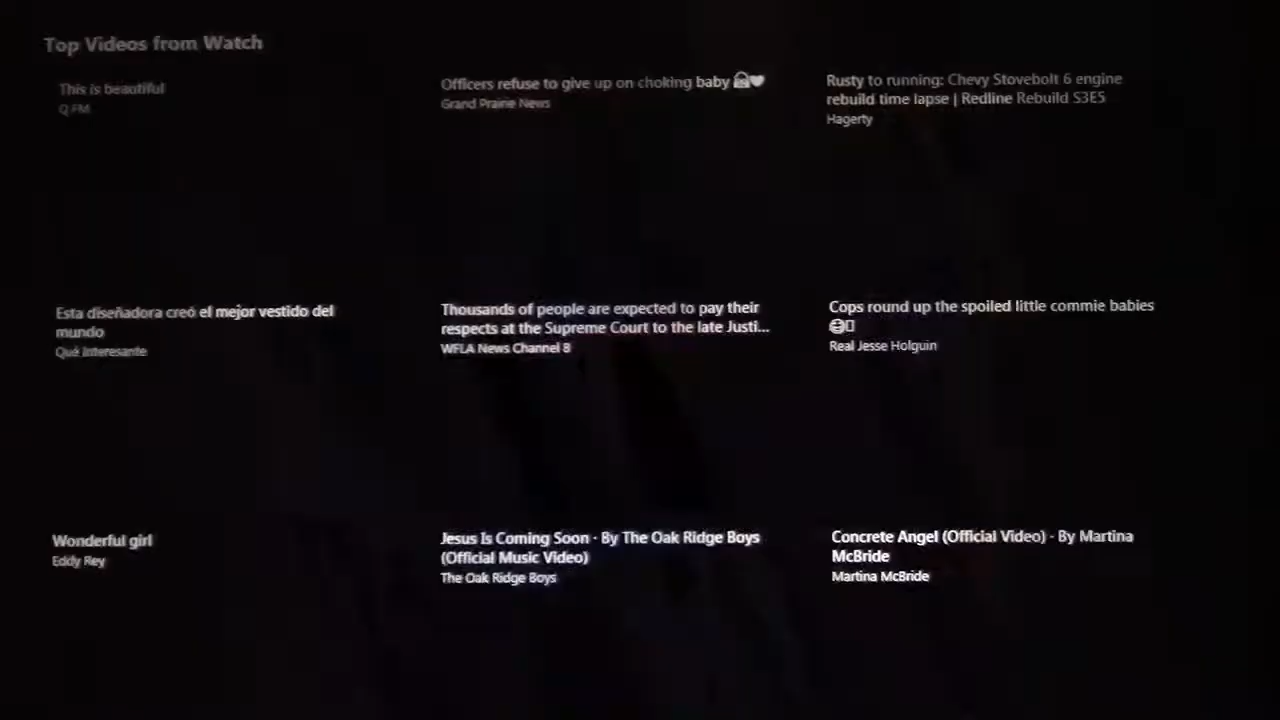 Top Videos from Watch
This is beautiful
Q FM
Officers refuse to give up on choking baby
Grand Prairie News
Rusty to running: Chevy Stovebolt 6 engine
rebuild time lapse | Redline Rebuild S3E5
Hagerty
Esta diseñadora creó el mejor vestido del
mundo
Qué Interesante
Thousands of people are expected to pay their
respects at the Supreme Court to the late Justi...
WFLA News Channel 8
Cops round up the spoiled little commie babies
Real Jesse Holguin
Wonderful girl
Eddy Rey
Jesus Is Coming Soon · By The Oak Ridge Boys
(Official Music Video)
The Oak Ridge Boys
Concrete Angel (Official Video) - By Martina
McBride
Martina McBride